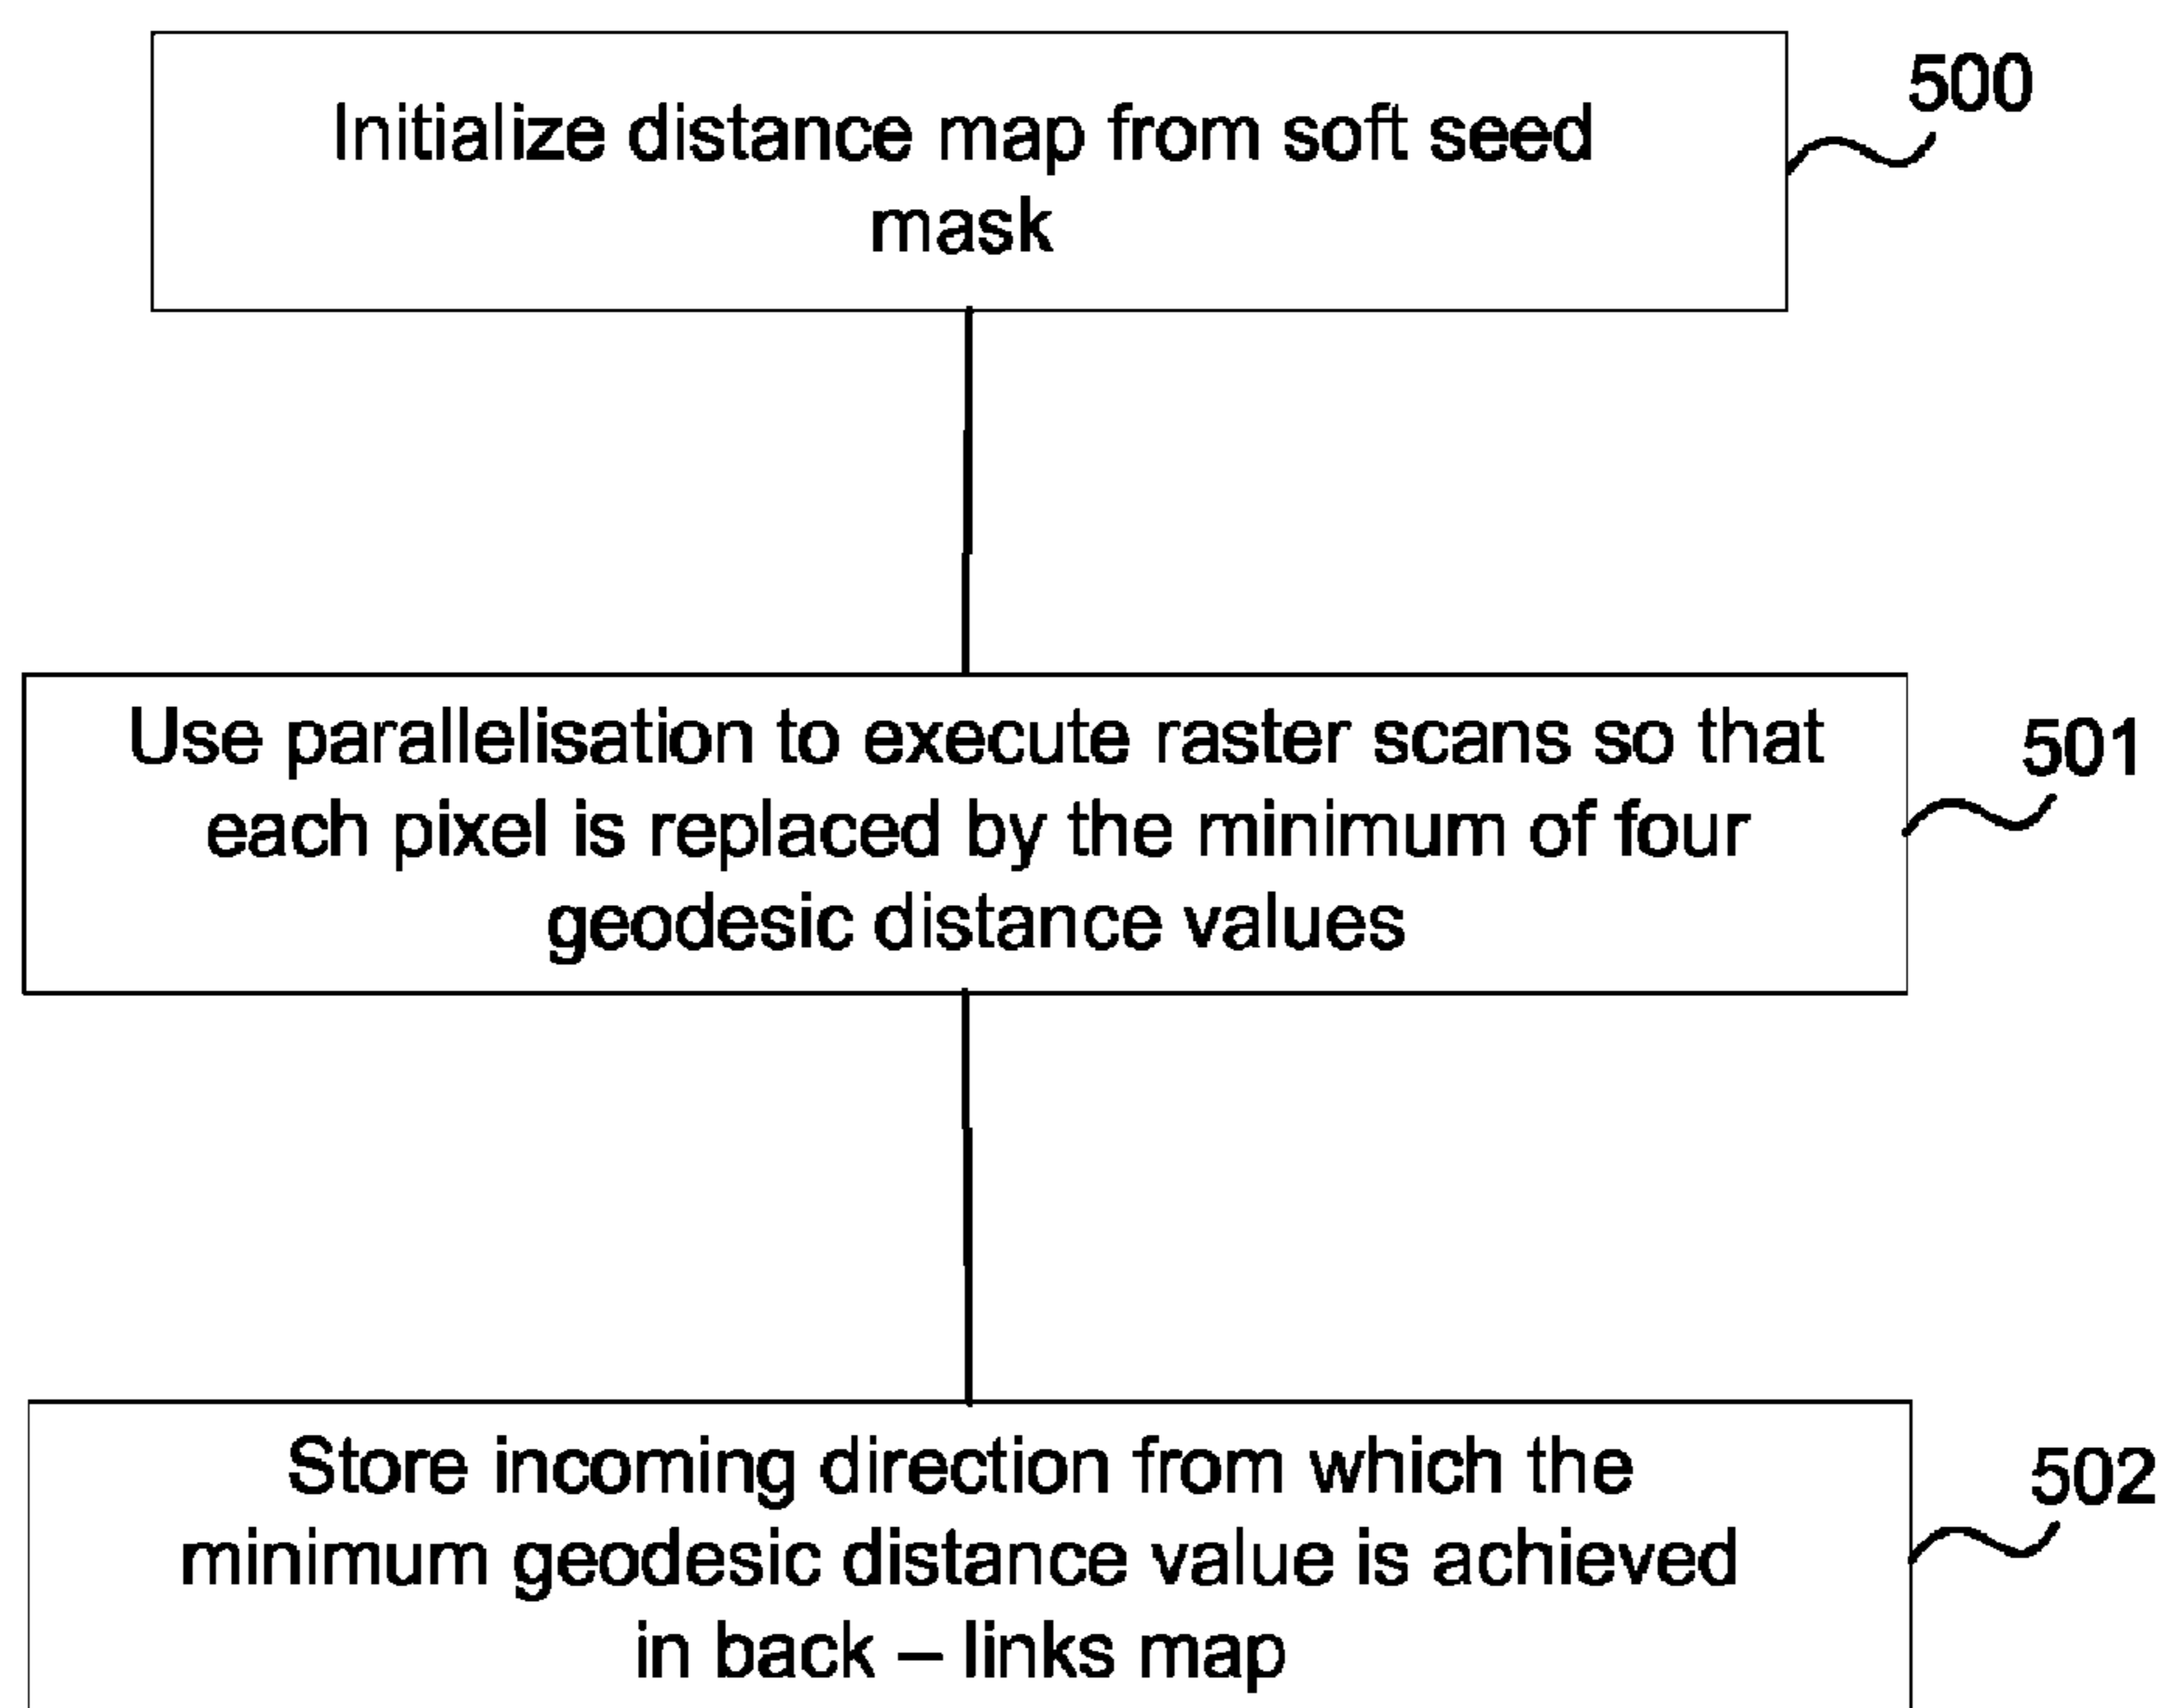 Initialize distance map from soft seed
mask
500
Use parallelisation to execute raster scans so that
each pixel is replaced by the minimum of four
geodesic distance values
501
Store incoming direction from which the
minimum geodesic distance value is achieved
in back – links map
502